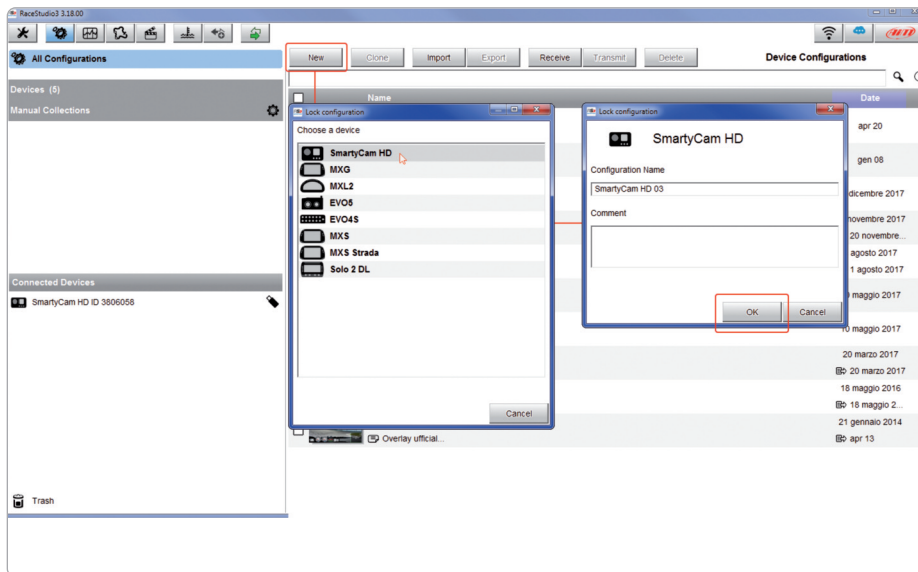 RaceStudio3 3.18.00
All Configurations
New Clone Import Export Receive Transmit Delete Device Configurations
Devices (5)
Manual Collections
Name Date
Lock configuration
Choose a device
SmartyCam HD
MXG
MXL2
EVO5
EVO4S
MXS
MXS Strada
Solo 2 DL
Cancel
Lock configuration
SmartyCam HD
Configuration Name
SmartyCam HD 03
Comment
OK Cancel
apr 20
gen 08
dicembre 2017
novembre 2017
20 novembre...
agosto 2017
1 agosto 2017
maggio 2017
10 maggio 2017
20 marzo 2017
20 marzo 2017
18 maggio 2016
18 maggio 2...
21 gennaio 2014
apr 13
Overlay ufficial...
Connected Devices
SmartyCam HD ID 3806058
Trash
AIM